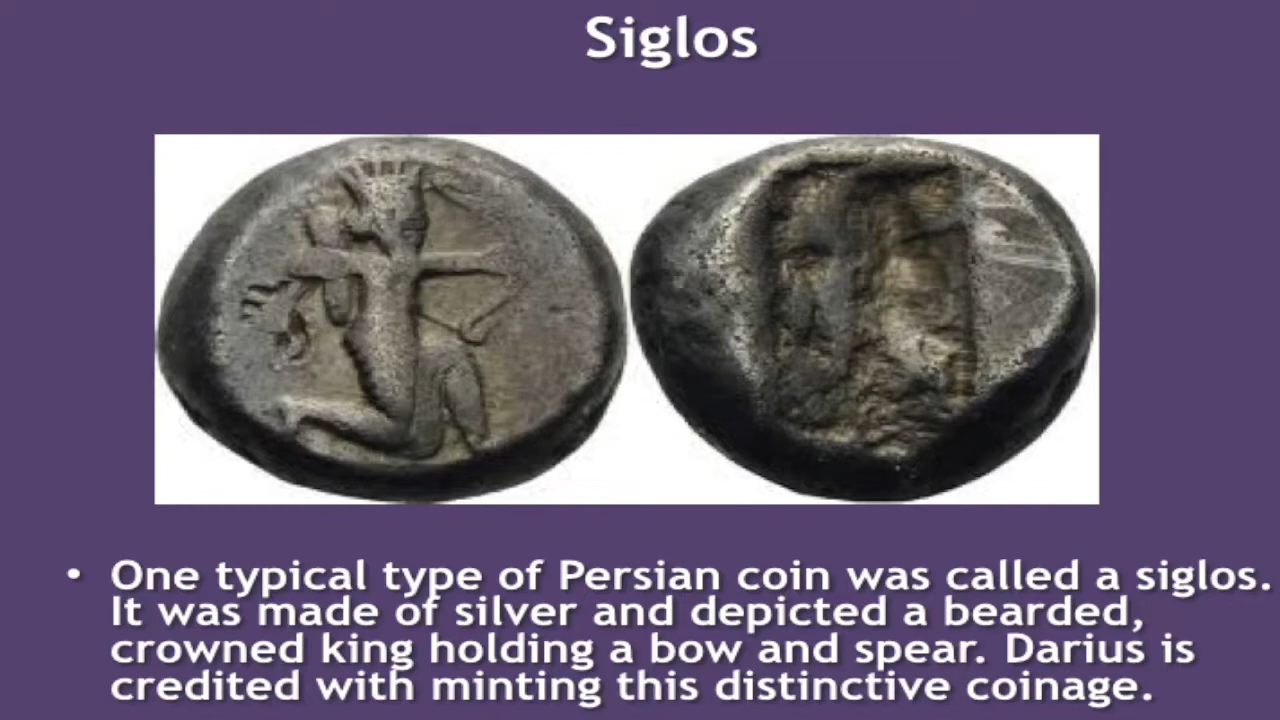 Siglos
• One typical type of Persian coin was called a siglos.
It was made of silver and depicted a bearded,
crowned king holding a bow and spear. Darius is
credited with minting this distinctive coinage.